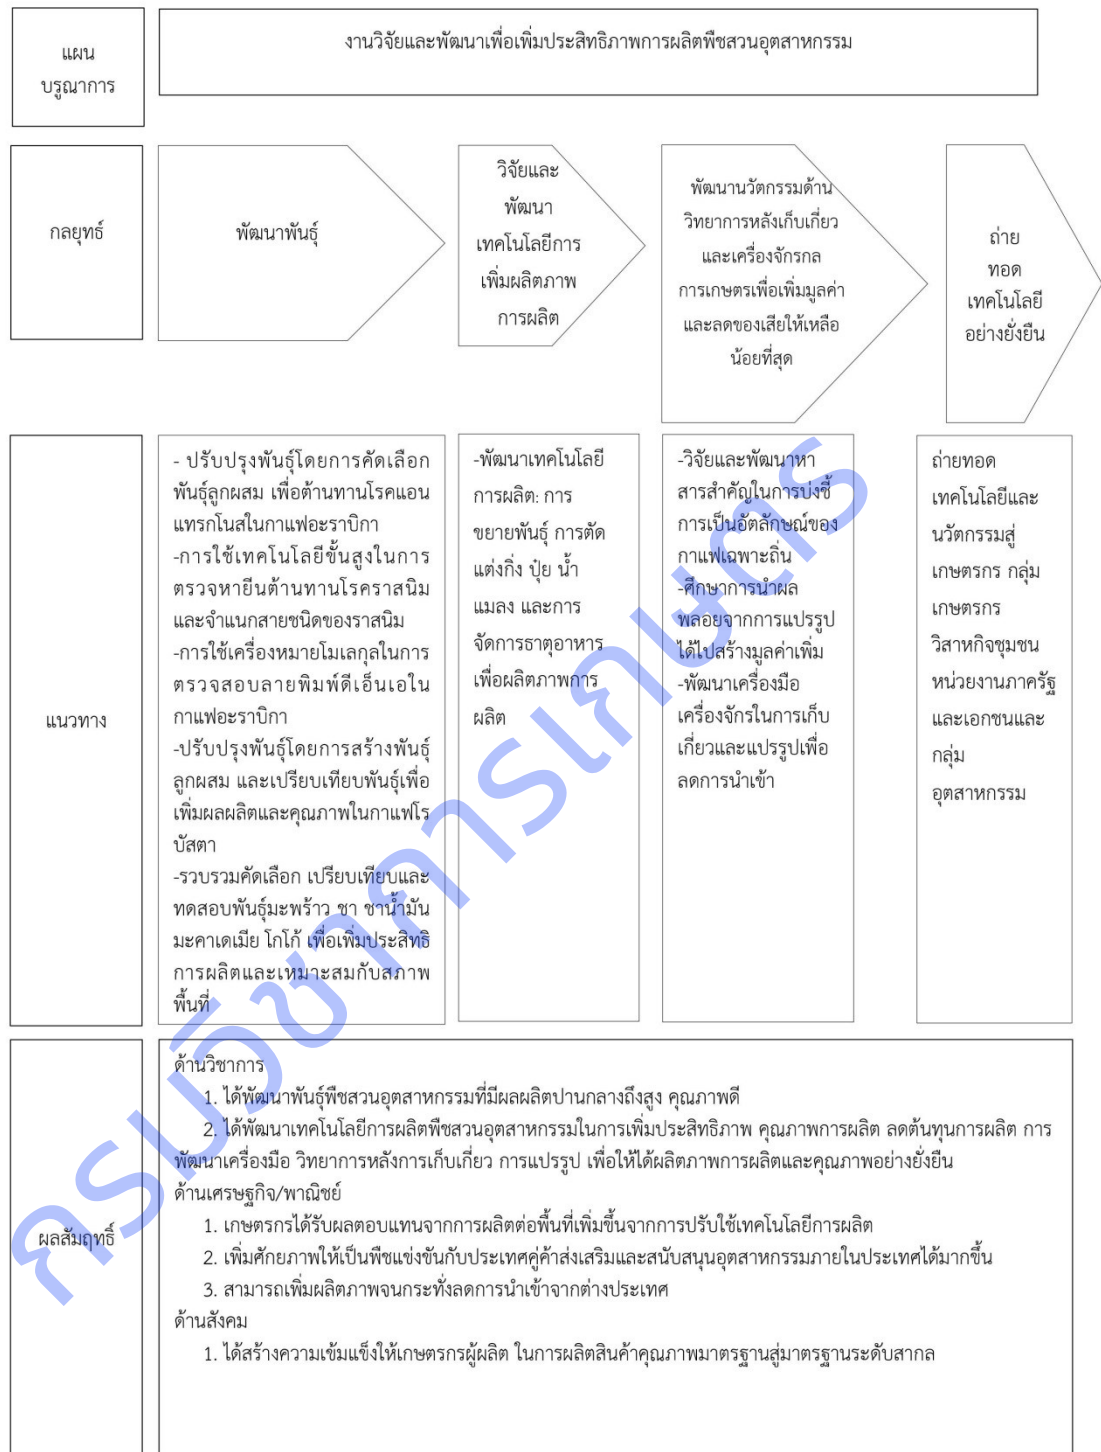 แผน
บรูณาการ
งานวิจัยและพัฒนาเพื่อเพิ่มประสิทธิภาพการผลิตพืชสวนอุตสาหกรรม
กลยุทธ์
พัฒนาพันธุ์
วิจัยและ
พัฒนา
เทคโนโลยีการ
เพิ่มผลิตภาพ
การผลิต
พัฒนานวัตกรรมด้าน
วิทยาการหลังเก็บเกี่ยว
และเครื่องจักรกล
การเกษตรเพื่อเพิ่มมูลค่า
และลดของเสียให้เหลือ
น้อยที่สุด
ถ่าย
ทอด
เทคโนโลยี
อย่างยั่งยืน
แนวทาง
- ปรับปรุงพันธุ์โดยการคัดเลือก
พันธุ์ลูกผสม เพื่อต้านทานโรคแอน
แทรกโนสในกาแฟอะราบิกา
-การใช้เทคโนโลยีขั้นสูงในการ
ตรวจหายีนต้านทานโรคราสนิม
และจำแนกสายชนิดของราสนิม
-การใช้เครื่องหมายโมเลกุลในการ
ตรวจสอบลายพิมพ์ดีเอ็นเอใน
กาแฟอะราบิกา
-ปรับปรุงพันธุ์โดยการสร้างพันธุ์
ลูกผสม และเปรียบเทียบพันธุ์เพื่อ
เพิ่มผลผลิตและคุณภาพในกาแฟโร
บัสตา
-รวบรวมคัดเลือก เปรียบเทียบและ
ทดสอบพันธุ์มะพร้าว ชา ชาน้ำมัน
มะคาเดเมีย โกโก้ เพื่อเพิ่มประสิทธิ
การผลิตและเหมาะสมกับสภาพ
พื้นที่
-พัฒนาเทคโนโลยี
การผลิต: การ
ขยายพันธุ์ การตัด
แต่งกิ่ง ปุ๋ย น้ำ
แมลง และการ
จัดการธาตุอาหาร
เพื่อผลิตภาพการ
ผลิต
-วิจัยและพัฒนาหา
สารสำคัญในการบ่งชี้
การเป็นอัตลักษณ์ของ
กาแฟเฉพาะถิ่น
-ศึกษาการนำผล
พลอยจากการแปรรูป
ได้ไปสร้างมูลค่าเพิ่ม
-พัฒนาเครื่องมือ
เครื่องจักรในการเก็บ
เกี่ยวและแปรรูปเพื่อ
ลดการนำเข้า
ถ่ายทอด
เทคโนโลยีและ
นวัตกรรมสู่
เกษตรกร กลุ่ม
เกษตรกร
วิสาหกิจชุมชน
หน่วยงานภาครัฐ
และเอกชนและ
กลุ่ม
อุตสาหกรรม
ผลสัมฤทธิ์
ด้านวิชาการ
1. ได้พัฒนาพันธุ์พืชสวนอุตสาหกรรมที่มีผลผลิตปานกลางถึงสูง คุณภาพดี
2. ได้พัฒนาเทคโนโลยีการผลิตพืชสวนอุตสาหกรรมในการเพิ่มประสิทธิภาพ คุณภาพการผลิต ลดต้นทุนการผลิต การ
พัฒนาเครื่องมือ วิทยาการหลังการเก็บเกี่ยว การแปรรูป เพื่อให้ได้ผลิตภาพการผลิตและคุณภาพอย่างยั่งยืน
ด้านเศรษฐกิจ/พาณิชย์
1. เกษตรกรได้รับผลตอบแทนจากการผลิตต่อพื้นที่เพิ่มขึ้นจากการปรับใช้เทคโนโลยีการผลิต
2. เพิ่มศักยภาพให้เป็นพืชแข่งขันกับประเทศคู่ค้าส่งเสริมและสนับสนุนอุตสาหกรรมภายในประเทศได้มากขึ้น
3. สามารถเพิ่มผลิตภาพจนกระทั่งลดการนำเข้าจากต่างประเทศ
ด้านสังคม
1. ได้สร้างความเข้มแข็งให้เกษตรกรผู้ผลิต ในการผลิตสินค้าคุณภาพมาตรฐานสู่มาตรฐานระดับสากล
กรมวิชาการเกษตร